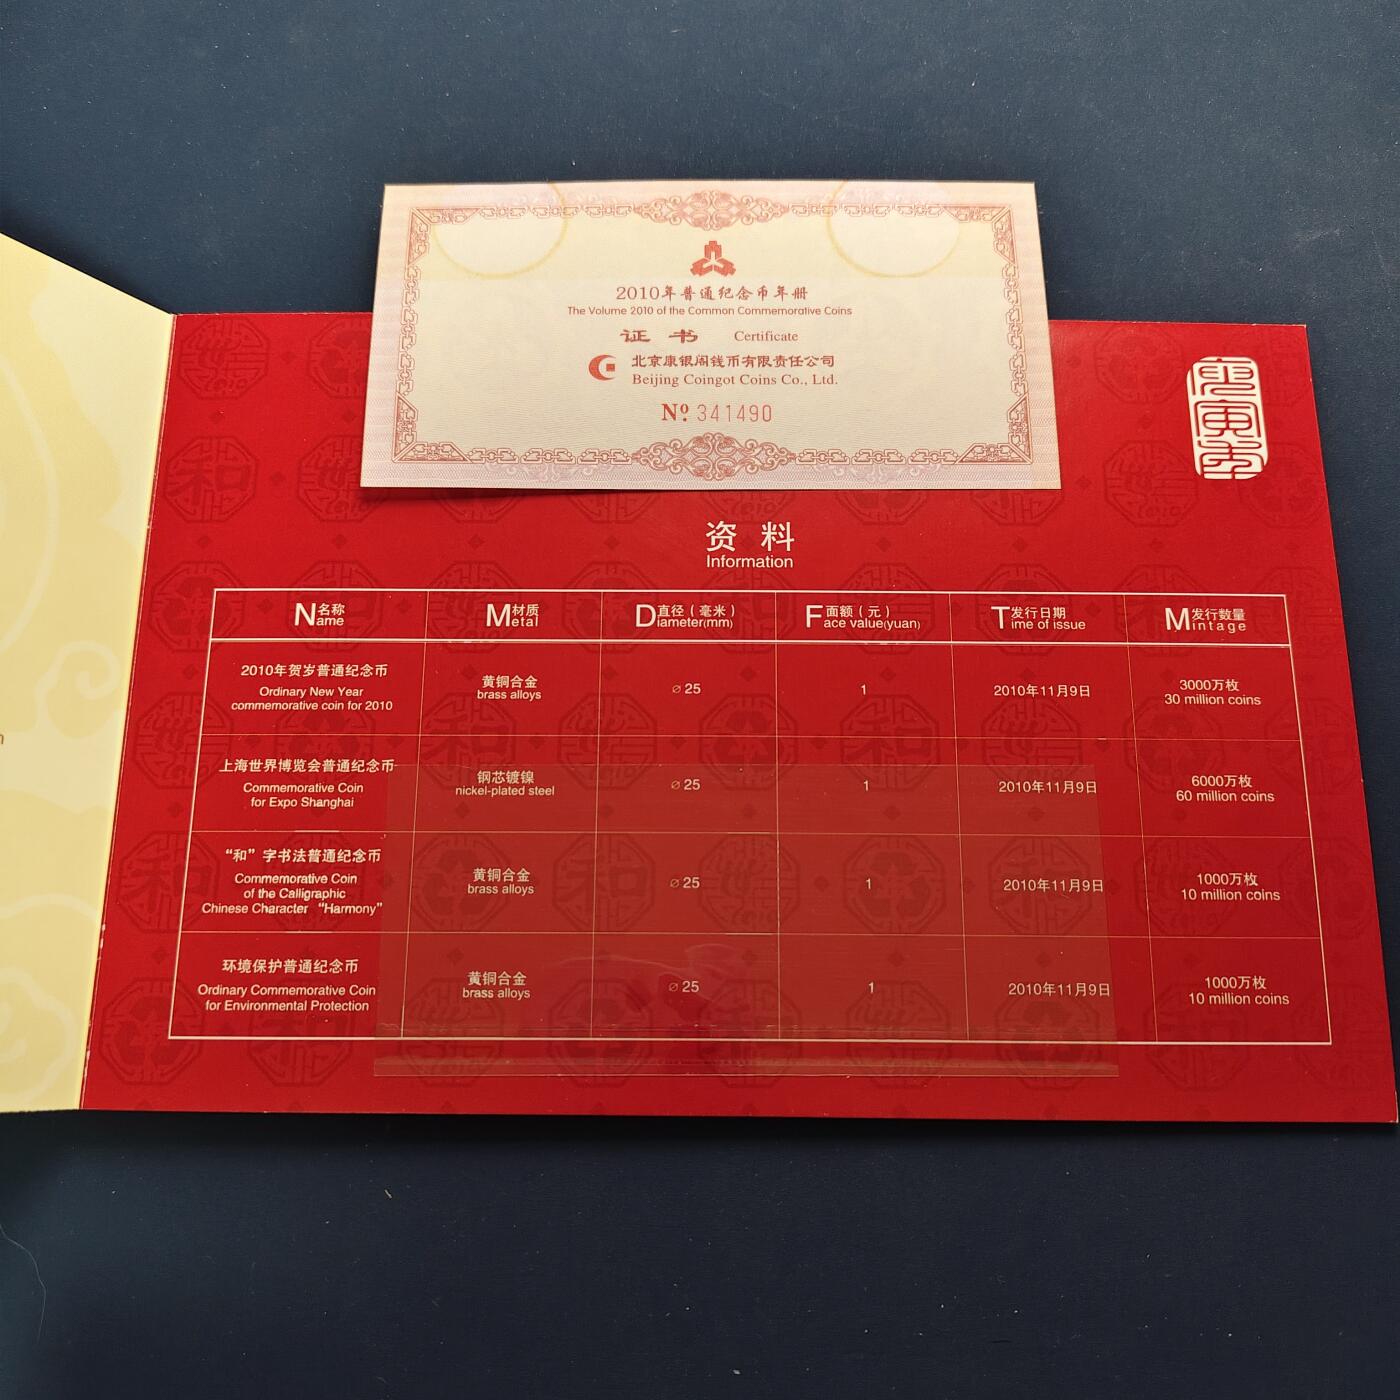 2010年普通纪念币年册
The Volume 2010 of the Common Commemorative Coins
证书 Certificate
北京康银阁钱币有限责任公司
Beijing Coingot Coins Co., Ltd.
Nº 341490
资料
Information
名称
Name
材质
Metal
直径（毫米）
Diameter(mm)
面额（元）
Face value(yuan)
发行日期
Time of issue
发行数量
Mintage
2010年贺岁普通纪念币
Ordinary New Year
commemorative coin for 2010
黄铜合金
brass alloys
⌀ 25
1
2010年11月9日
3000万枚
30 million coins
上海世界博览会普通纪念币
Commemorative Coin
for Expo Shanghai
钢芯镀镍
nickel-plated steel
⌀ 25
1
2010年11月9日
6000万枚
60 million coins
“和”字书法普通纪念币
Commemorative Coin
of the Calligraphic
Chinese Character “Harmony”
黄铜合金
brass alloys
⌀ 25
1
2010年11月9日
1000万枚
10 million coins
环境保护普通纪念币
Ordinary Commemorative Coin
for Environmental Protection
黄铜合金
brass alloys
⌀ 25
1
2010年11月9日
1000万枚
10 million coins